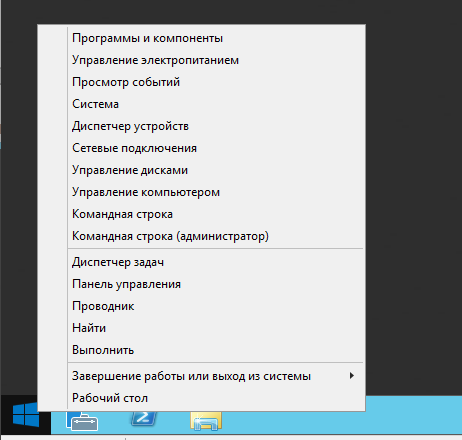 Программы и компоненты
Управление электропитанием
Просмотр событий
Система
Диспетчер устройств
Сетевые подключения
Управление дисками
Управление компьютером
Командная строка
Командная строка (администратор)
Диспетчер задач
Панель управления
Проводник
Найти
Выполнить
Завершение работы или выход из системы
Рабочий стол